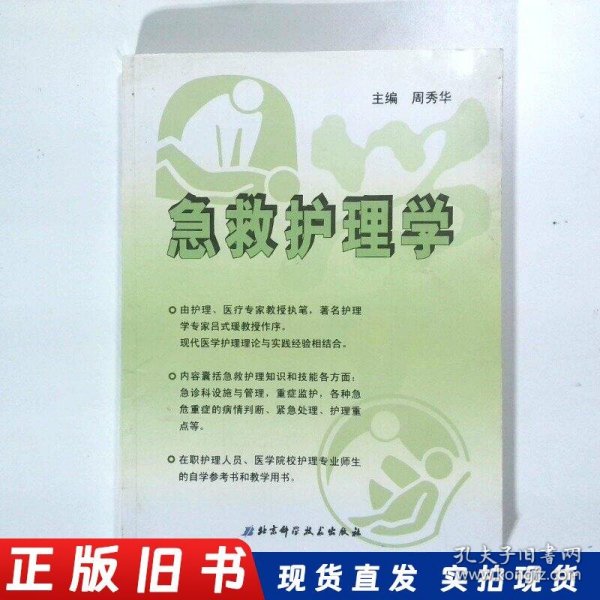 主编 周秀华
急救护理学
由护理、医疗专家教授执笔，著名护理
学专家吕式瑗教授作序。
现代医学护理理论与实践经验相结合。
内容囊括急救护理知识和技能各方面：
急诊科设施与管理，重症监护，各种急
危重症的病情判断、紧急处理、护理重
点等。
在职护理人员、医学院校护理专业师生
的自学参考书和教学用书。
北京科学技术出版社
孔夫子旧书网
www.kongfz.com
正版旧书
现货直发 实拍现货